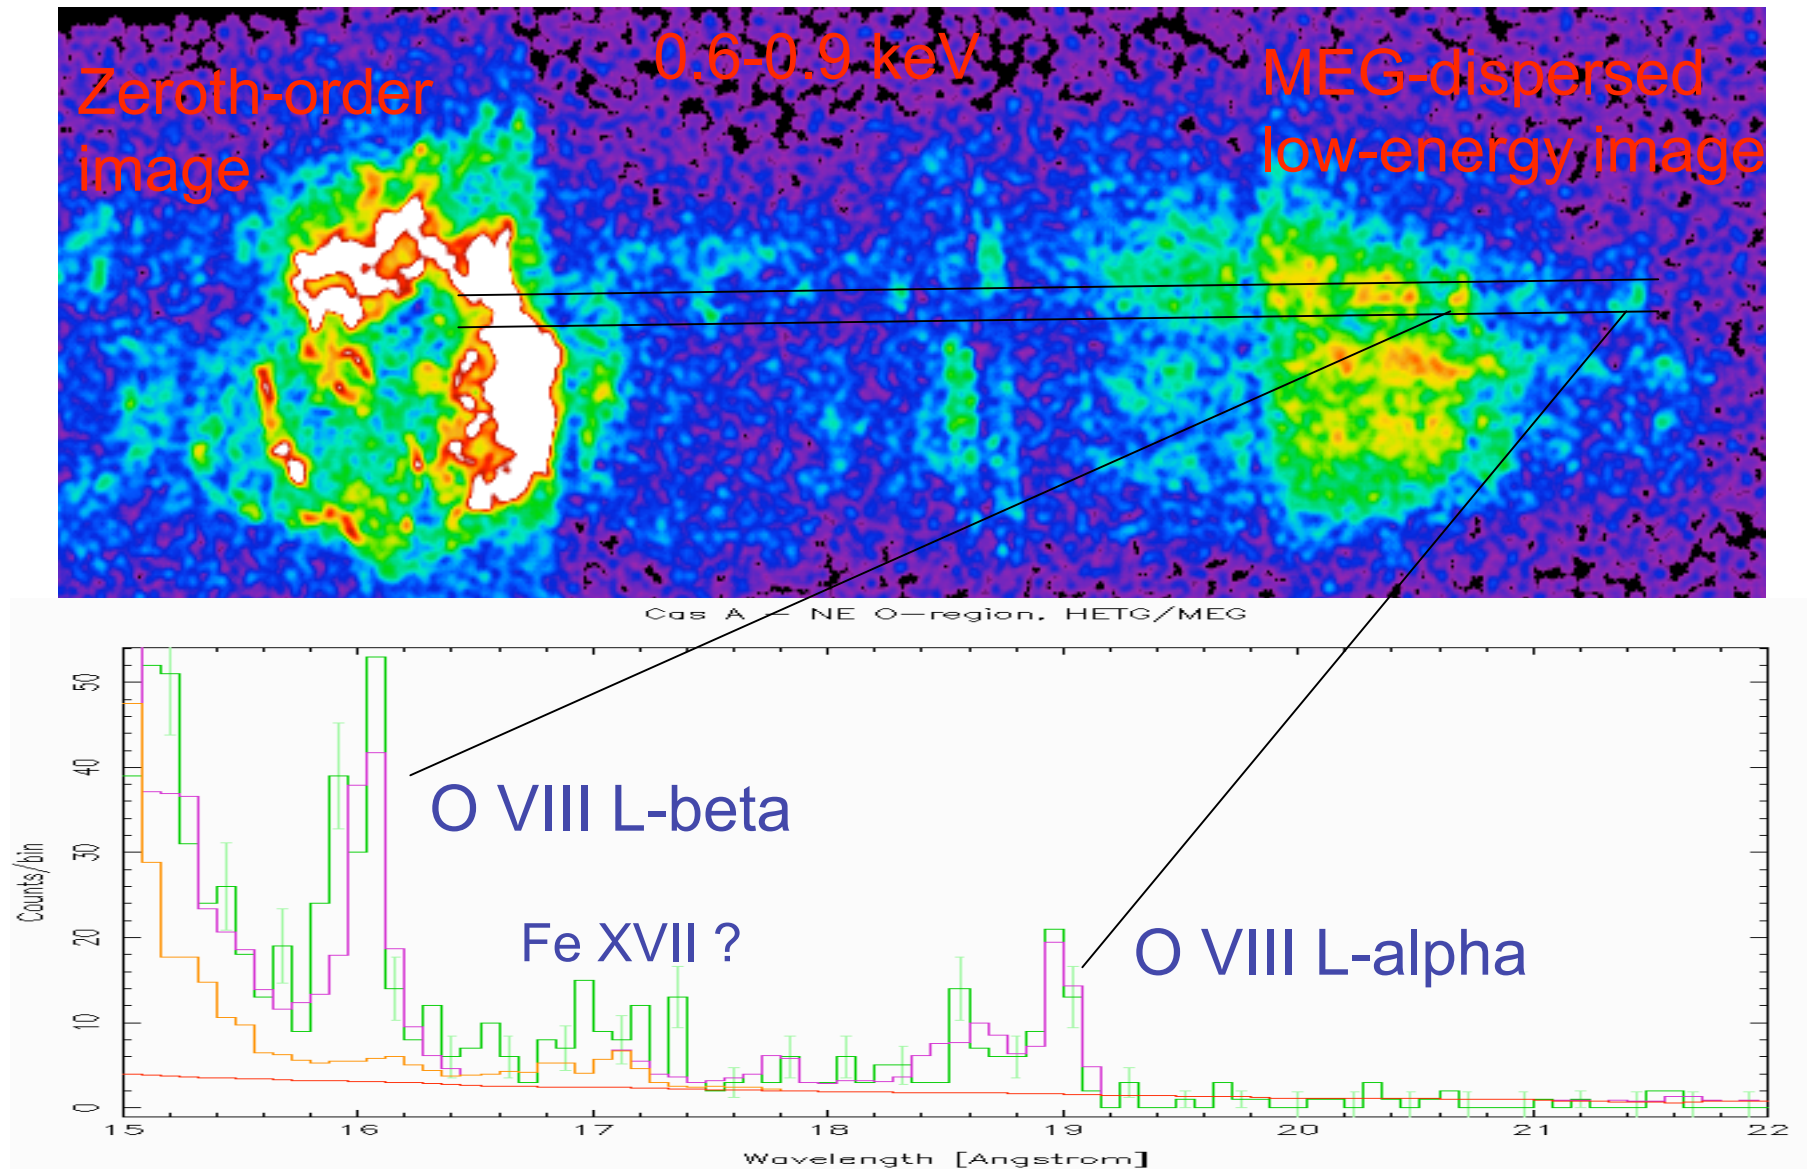 Zeroth-order
image
0.6-0.9 keV
MEG-dispersed
low-energy image
Cas A - NE O-region, HETG/MEG
50
40
30
20
10
0
Counts/bin
O VIII L-beta
Fe XVII ?
O VIII L-alpha
15 16 17 18 19 20 21 22
Wavelength [Angstrom]